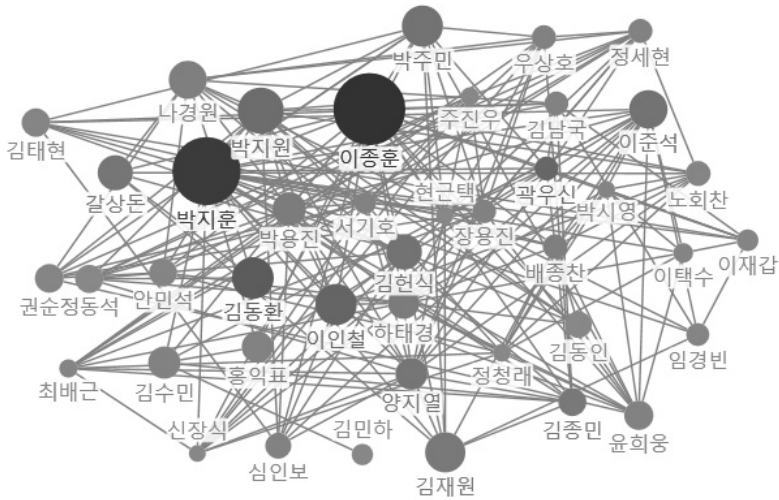 박주민
우상호
정세현
나경원
김태현
박지원
이종훈
주진우
김남국
이준석
갈상돈
박지훈
현근택
곽우신
박시영
노회찬
박용진
서기호
장용진
권순정
동석
안민석
김동환
김헌식
배종찬
이택수
이재갑
이인철
하태경
김동인
임경빈
최배근
김수민
홍익표
양지열
정청래
신장식
심인보
김민하
김재원
김종민
윤희웅